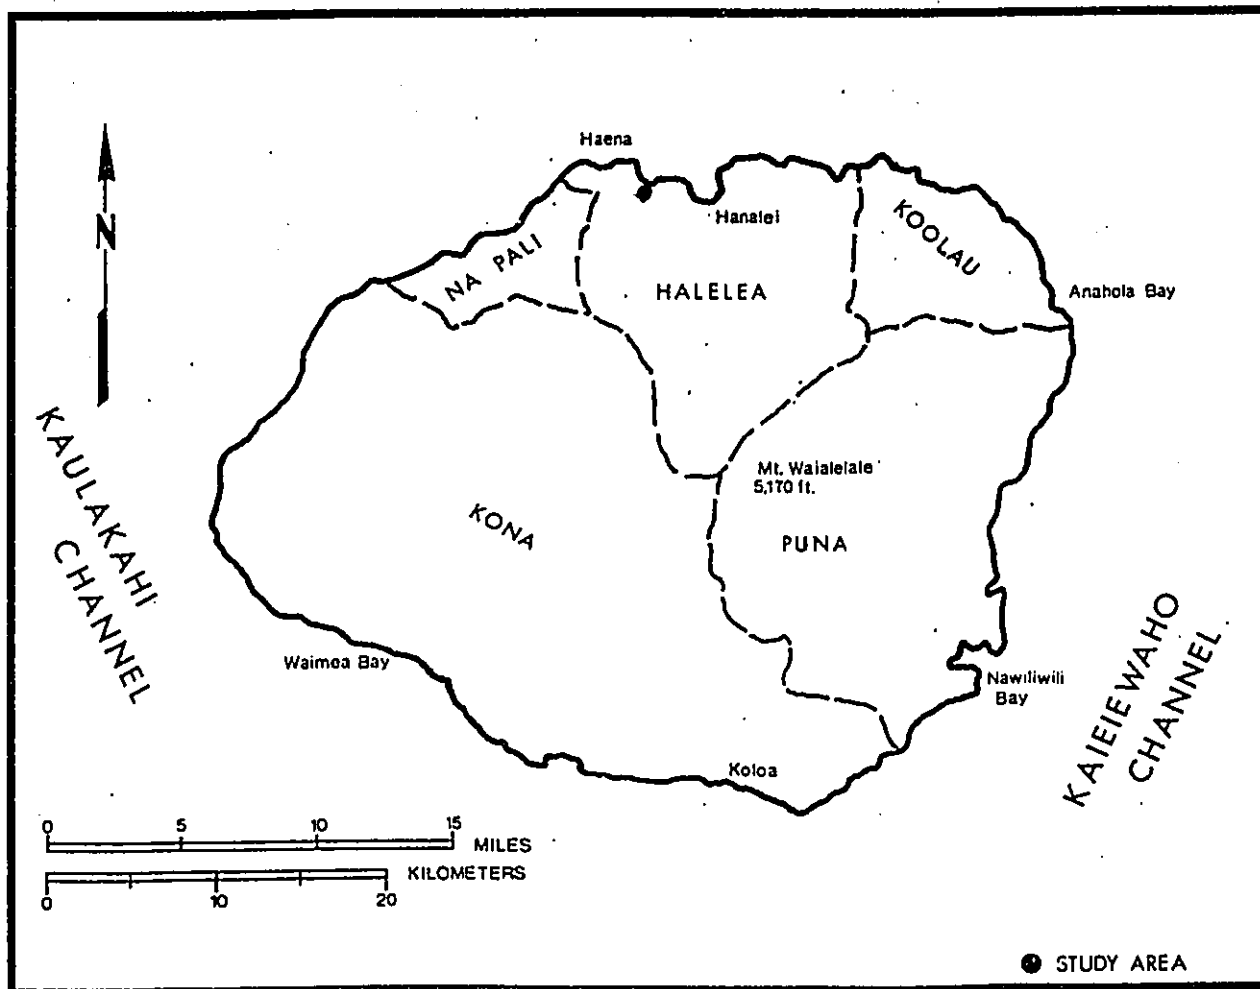 Haena
N
Hanalei
KOOLAU
NA PALI
HALELEA
Anahola Bay
KAULAKAHI
CHANNEL
Mt. Waialeale
5,170 ft.
KONA
PUNA
Waimea Bay
Nawiliwili
Bay
KAIEIEWAHO
CHANNEL
Koloa
0 5 10 15
MILES
KILOMETERS
0 10 20
STUDY AREA